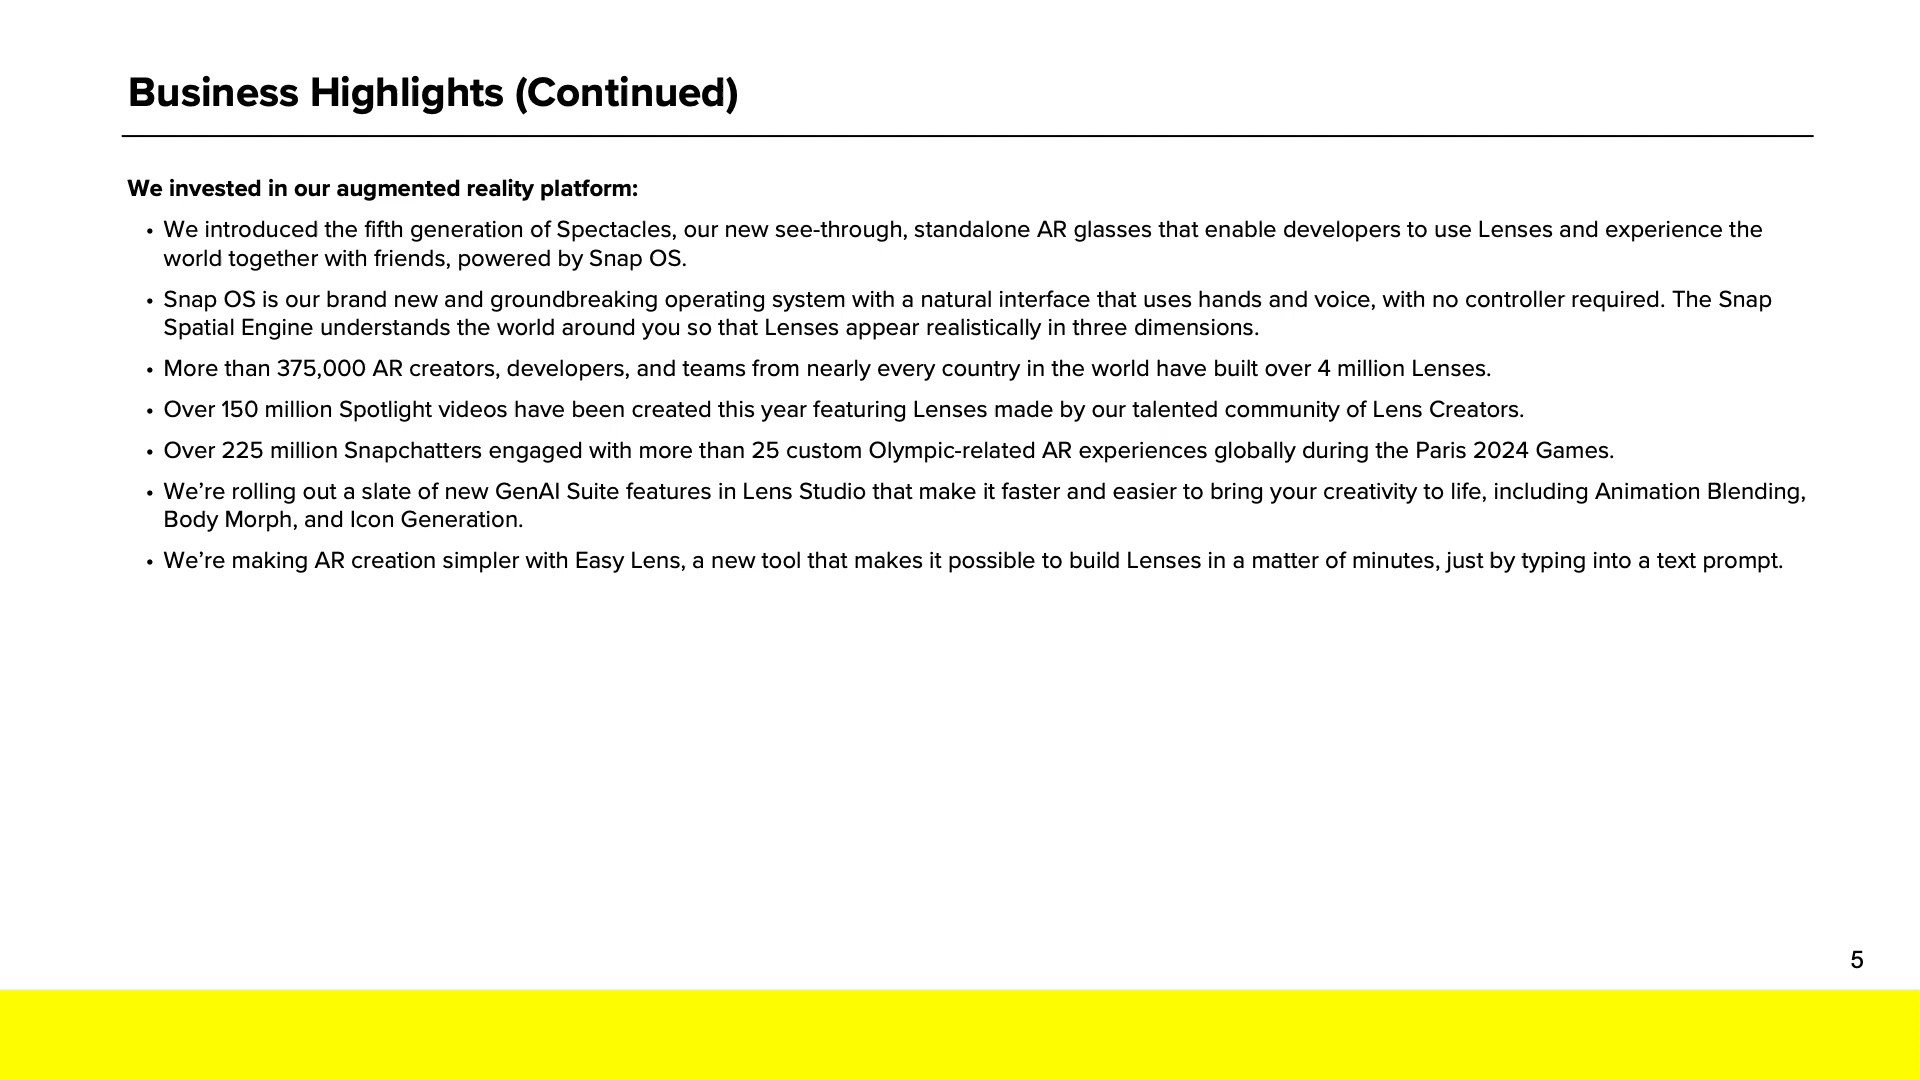 Business Highlights (Continued)
We invested in our augmented reality platform:
• We introduced the fifth generation of Spectacles, our new see-through, standalone AR glasses that enable developers to use Lenses and experience the
world together with friends, powered by Snap OS.
• Snap OS is our brand new and groundbreaking operating system with a natural interface that uses hands and voice, with no controller required. The Snap
Spatial Engine understands the world around you so that Lenses appear realistically in three dimensions.
• More than 375,000 AR creators, developers, and teams from nearly every country in the world have built over 4 million Lenses.
• Over 150 million Spotlight videos have been created this year featuring Lenses made by our talented community of Lens Creators.
• Over 225 million Snapchatters engaged with more than 25 custom Olympic-related AR experiences globally during the Paris 2024 Games.
• We’re rolling out a slate of new GenAI Suite features in Lens Studio that make it faster and easier to bring your creativity to life, including Animation Blending,
Body Morph, and Icon Generation.
• We’re making AR creation simpler with Easy Lens, a new tool that makes it possible to build Lenses in a matter of minutes, just by typing into a text prompt.
5